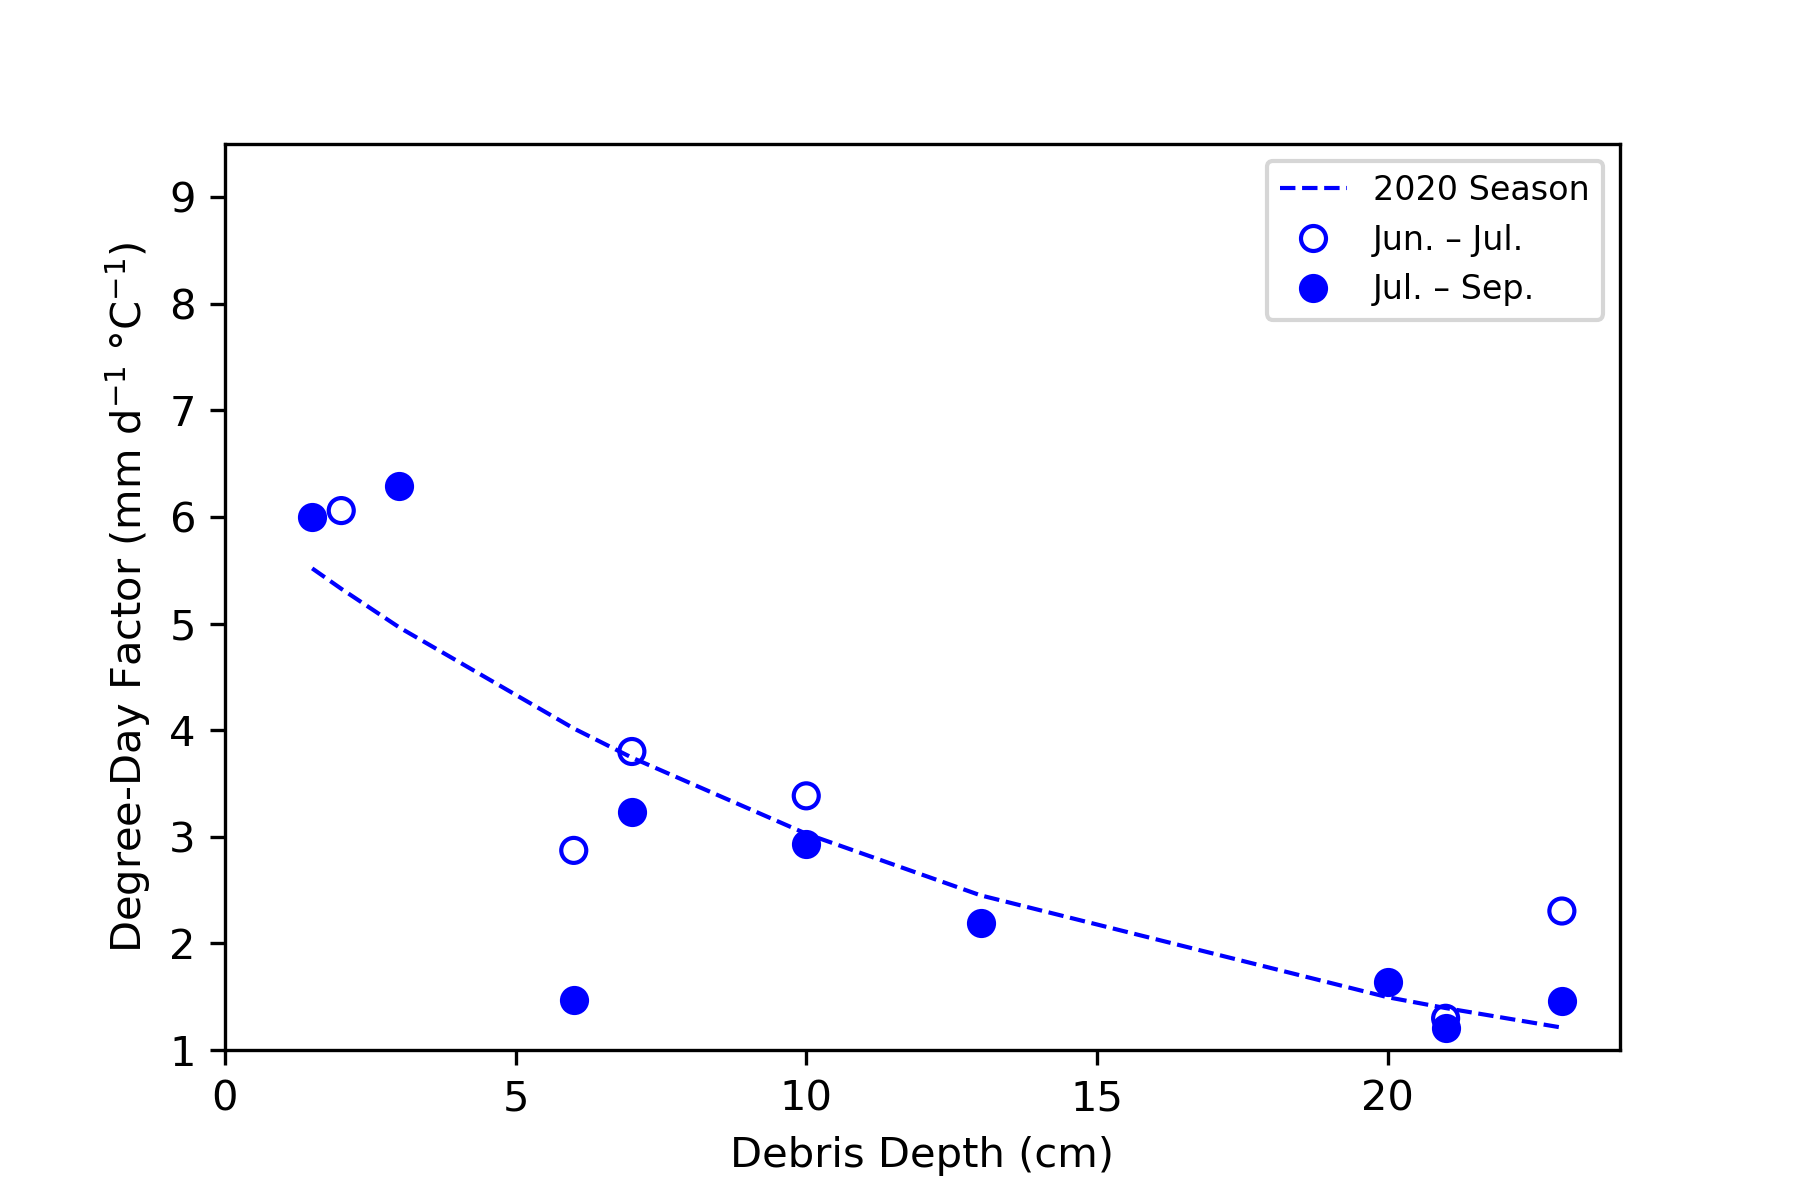 2020 Season
Jun. – Jul.
Jul. – Sep.
Degree-Day Factor (mm d⁻¹ °C⁻¹)
9
8
7
6
5
4
3
2
1
0 5 10 15 20
Debris Depth (cm)